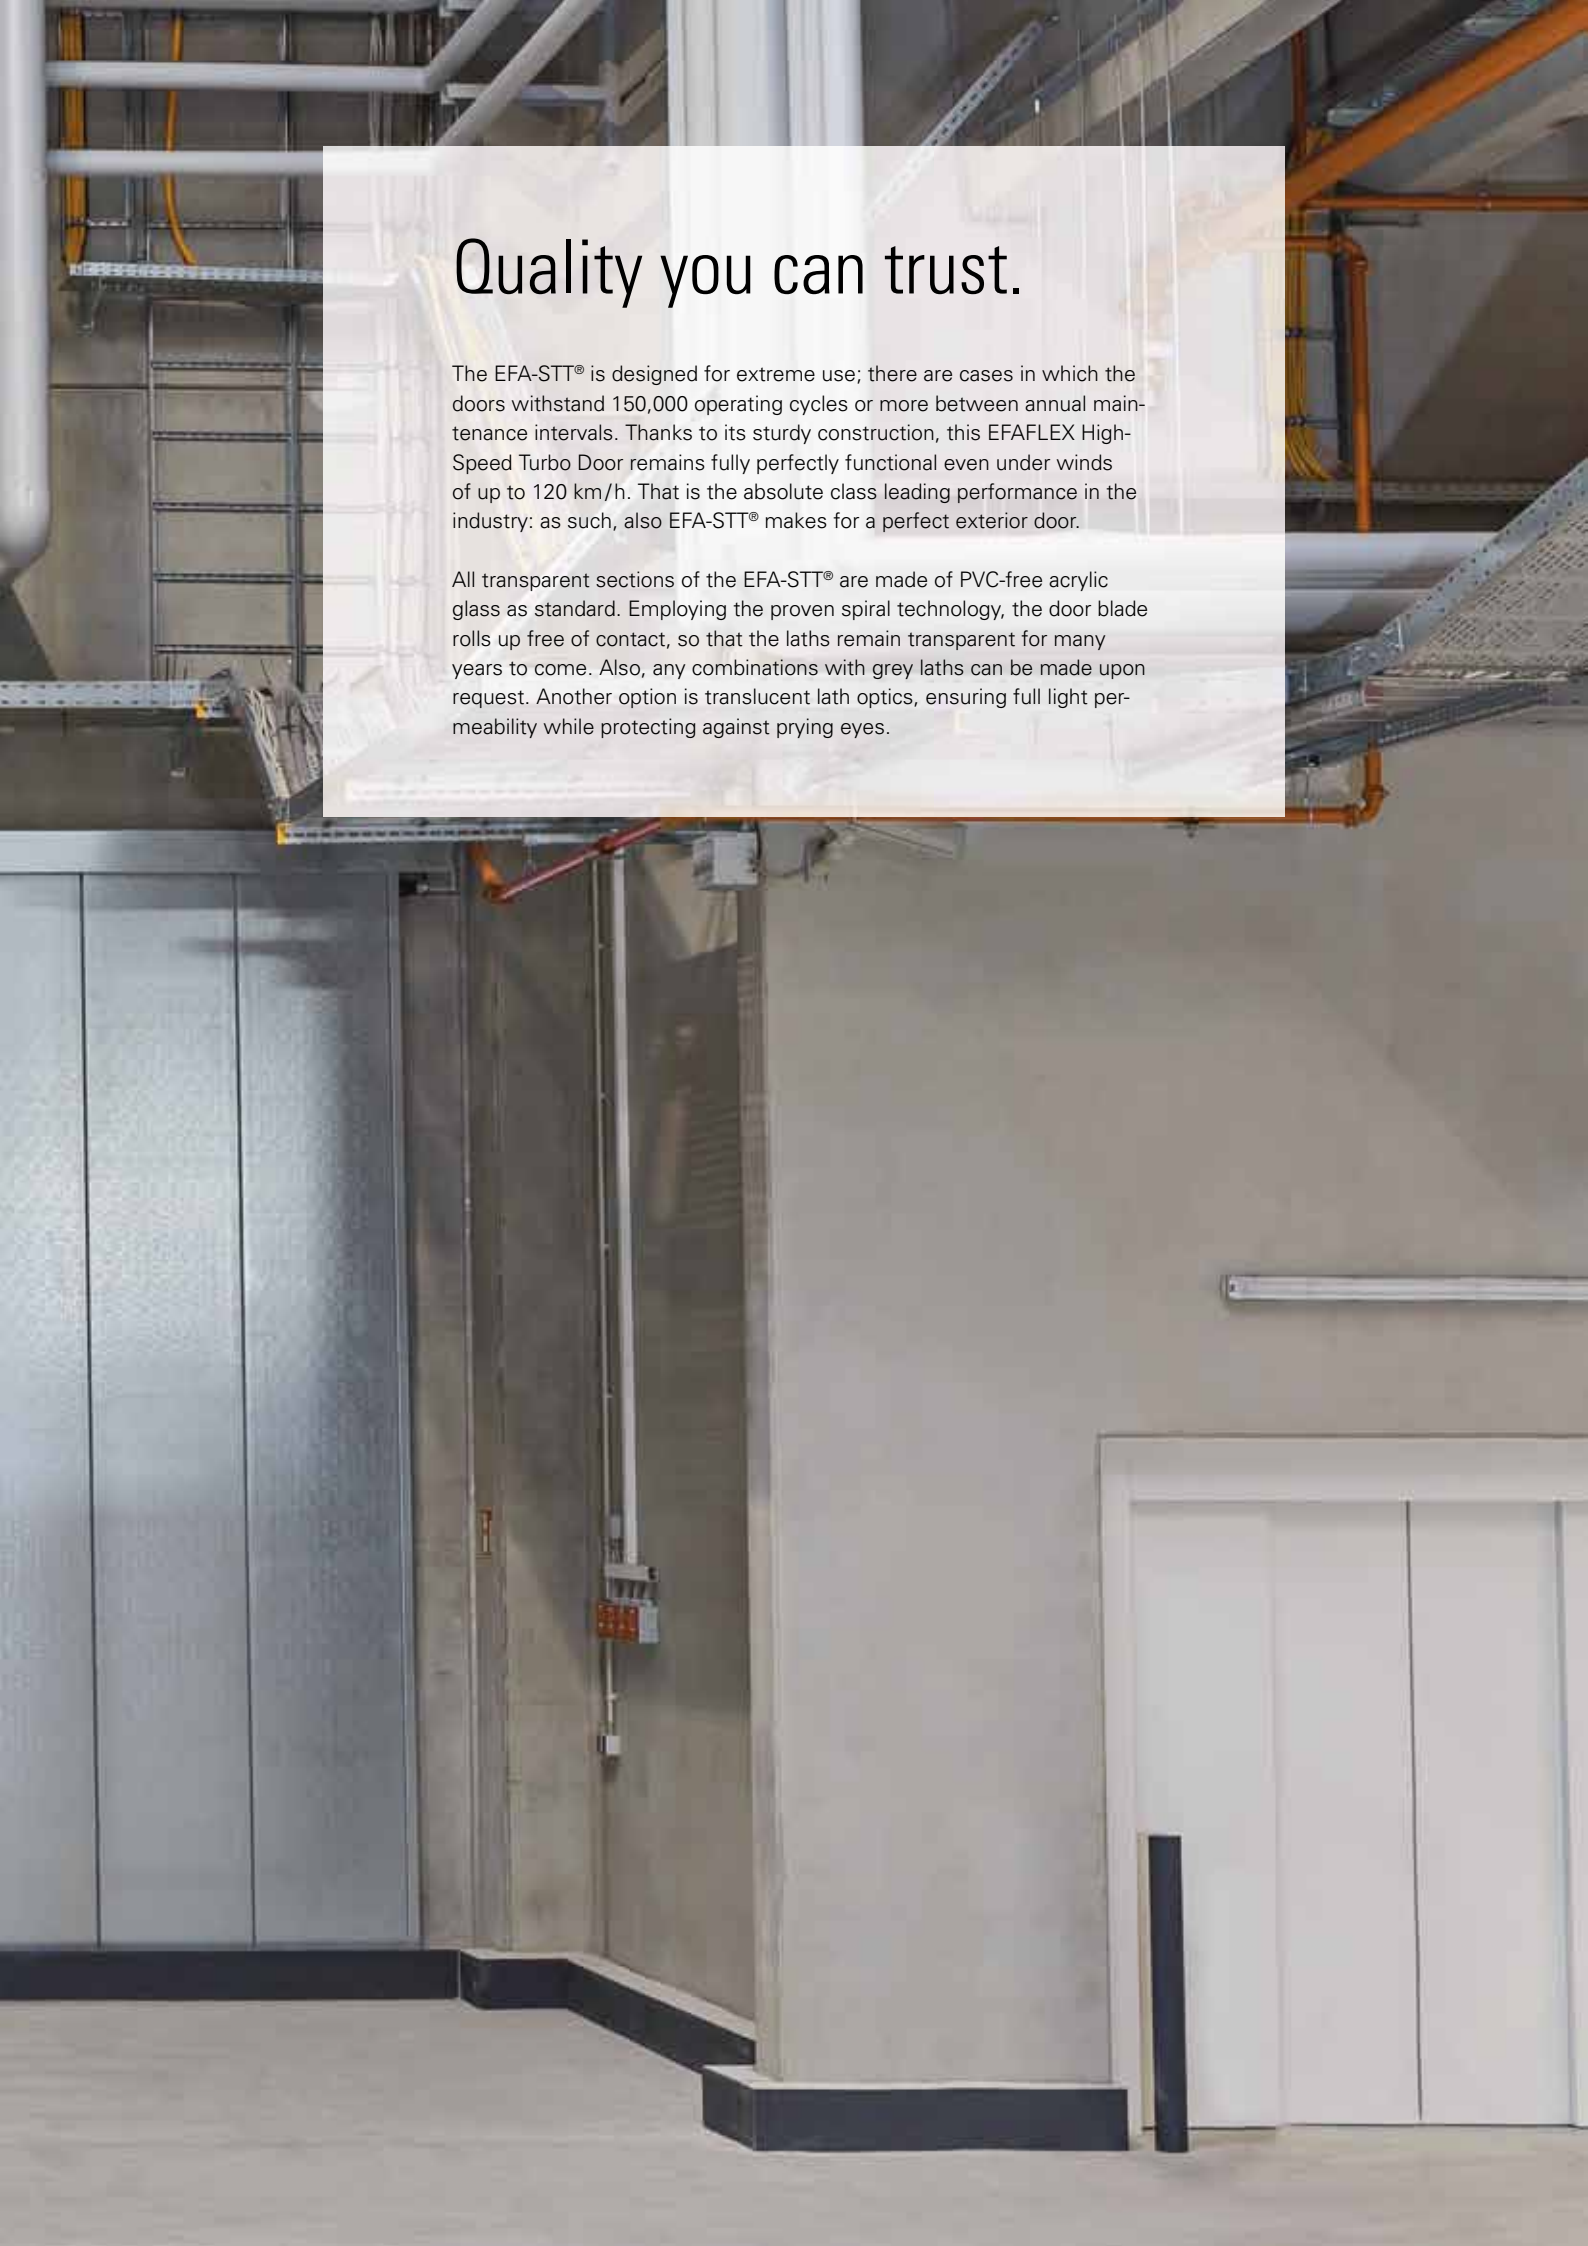 Quality you can trust.
The EFA-STT® is designed for extreme use; there are cases in which the
doors withstand 150,000 operating cycles or more between annual main-
tenance intervals. Thanks to its sturdy construction, this EFAFLEX High-
Speed Turbo Door remains fully perfectly functional even under winds
of up to 120 km/h. That is the absolute class leading performance in the
industry: as such, also EFA-STT® makes for a perfect exterior door.
All transparent sections of the EFA-STT® are made of PVC-free acrylic
glass as standard. Employing the proven spiral technology, the door blade
rolls up free of contact, so that the laths remain transparent for many
years to come. Also, any combinations with grey laths can be made upon
request. Another option is translucent lath optics, ensuring full light per-
meability while protecting against prying eyes.